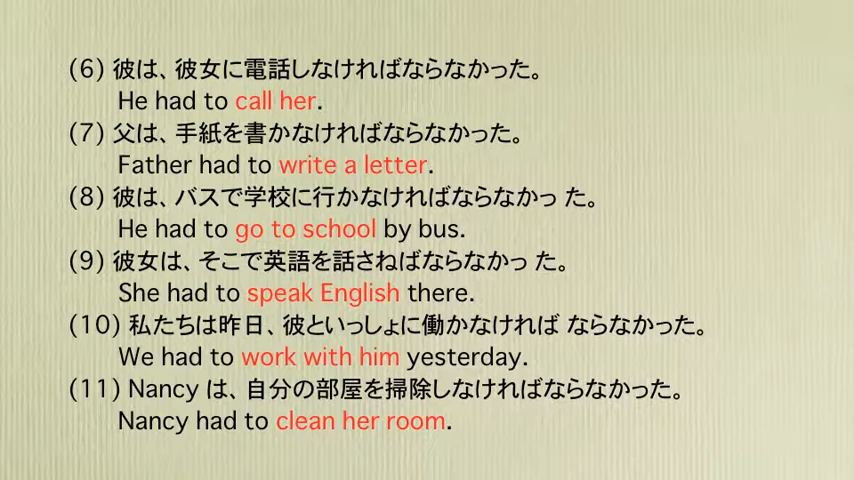 (6) 彼は、彼女に電話しなければならなかった。
He had to call her.
(7) 父は、手紙を書かなければならなかった。
Father had to write a letter.
(8) 彼は、バスで学校に行かなければならなかっ た。
He had to go to school by bus.
(9) 彼女は、そこで英語を話さねばならなかっ た。
She had to speak English there.
(10) 私たちは昨日、彼といっしょに働かなければ ならなかった。
We had to work with him yesterday.
(11) Nancy は、自分の部屋を掃除しなければならなかった。
Nancy had to clean her room.